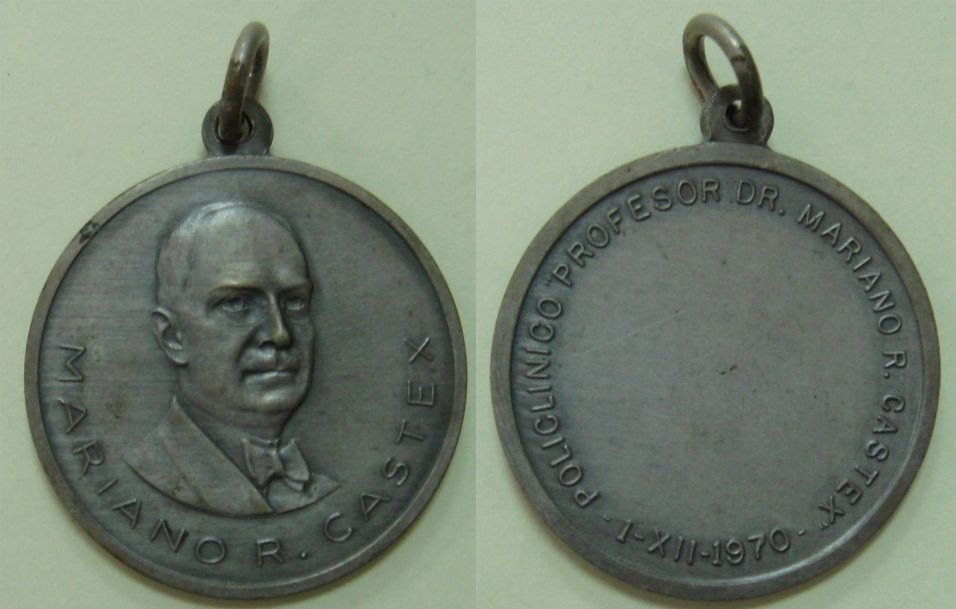 MARIANO R. CASTEX
POLICLINICO "PROFESOR DR. MARIANO R. CASTEX"
- 1-XII-1970 -